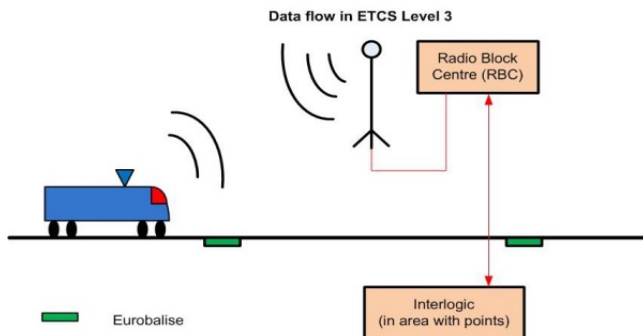 Data flow in ETCS Level 3
Radio Block
Centre (RBC)
Interlogic
(in area with points)
Eurobalise